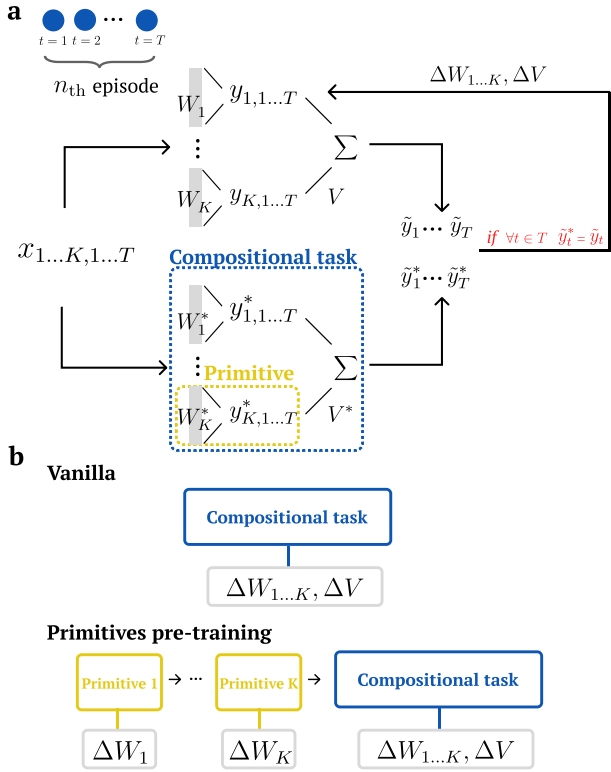 a
t = 1 t = 2 ··· t = T
n_th episode
W_1 y_{1,1...T}
⋮
W_K y_{K,1...T}
∑
V
ΔW_{1...K}, ΔV
x_{1...K,1...T}
ỹ_1 ··· ỹ_T
if ∀t ∈ T ỹ*_t = ỹ_t
ỹ*_1 ··· ỹ*_T
Compositional task
W*_1 y*_{1,1...T}
⋮
Primitive
W*_K y*_{K,1...T}
∑
V*
b
Vanilla
Compositional task
ΔW_{1...K}, ΔV
Primitives pre-training
Primitive 1 → ··· Primitive K → Compositional task
ΔW_1 ΔW_K ΔW_{1...K}, ΔV